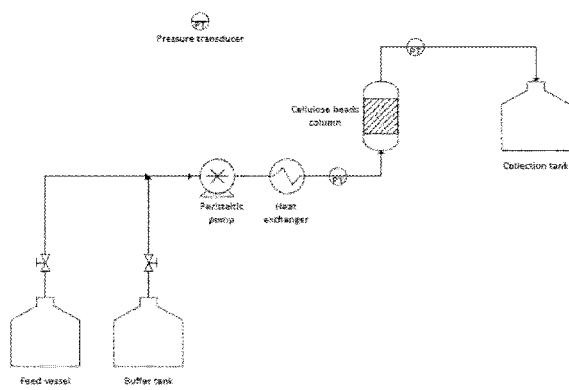 PT
Pressure transducer
PT
Cellulose beads
column
Collection tank
PT
Peristaltic
pump
Heat
exchanger
Feed vessel
Buffer tank